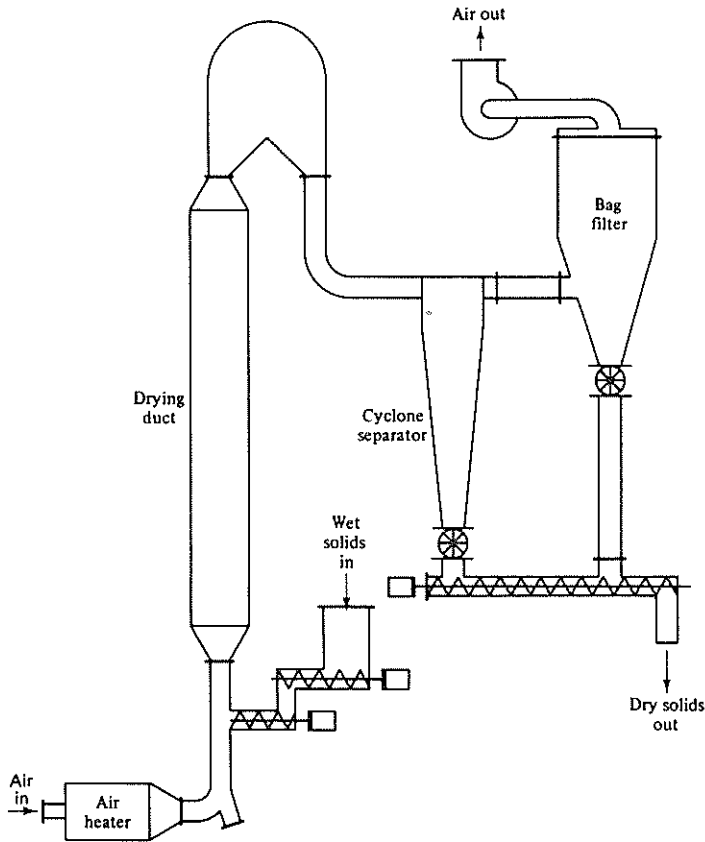 Air out
Bag
filter
Drying
duct
Cyclone
separator
Wet
solids
in
Dry solids
out
Air
in
Air
heater